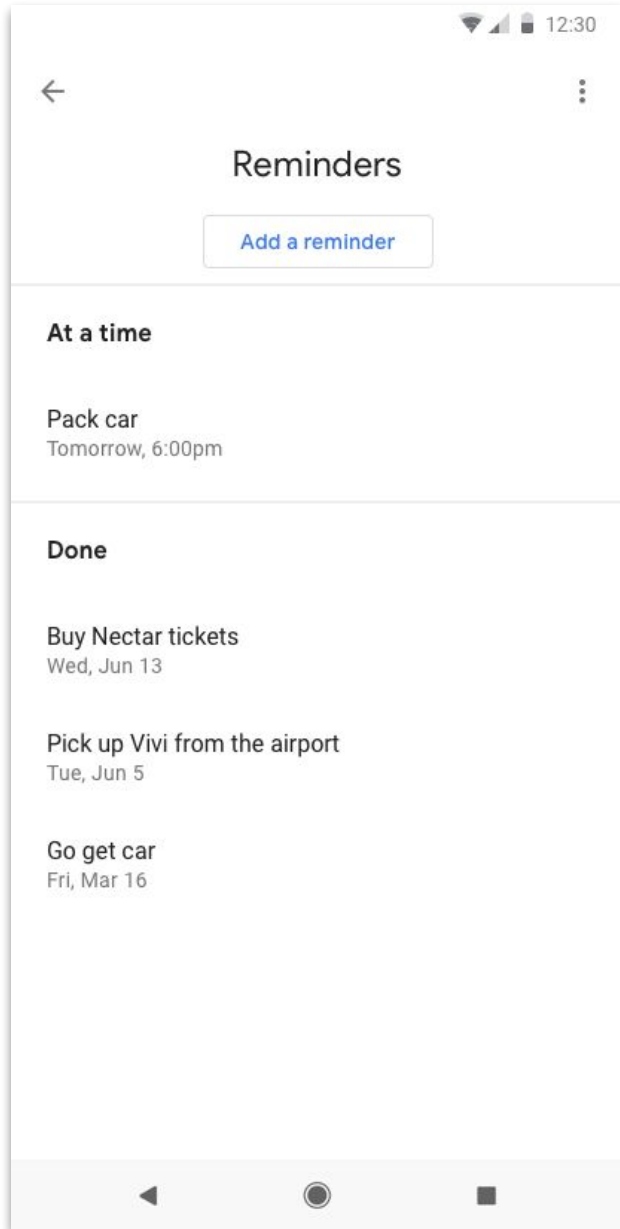 12:30
Reminders
Add a reminder
At a time
Pack car
Tomorrow, 6:00pm
Done
Buy Nectar tickets
Wed, Jun 13
Pick up Vivi from the airport
Tue, Jun 5
Go get car
Fri, Mar 16